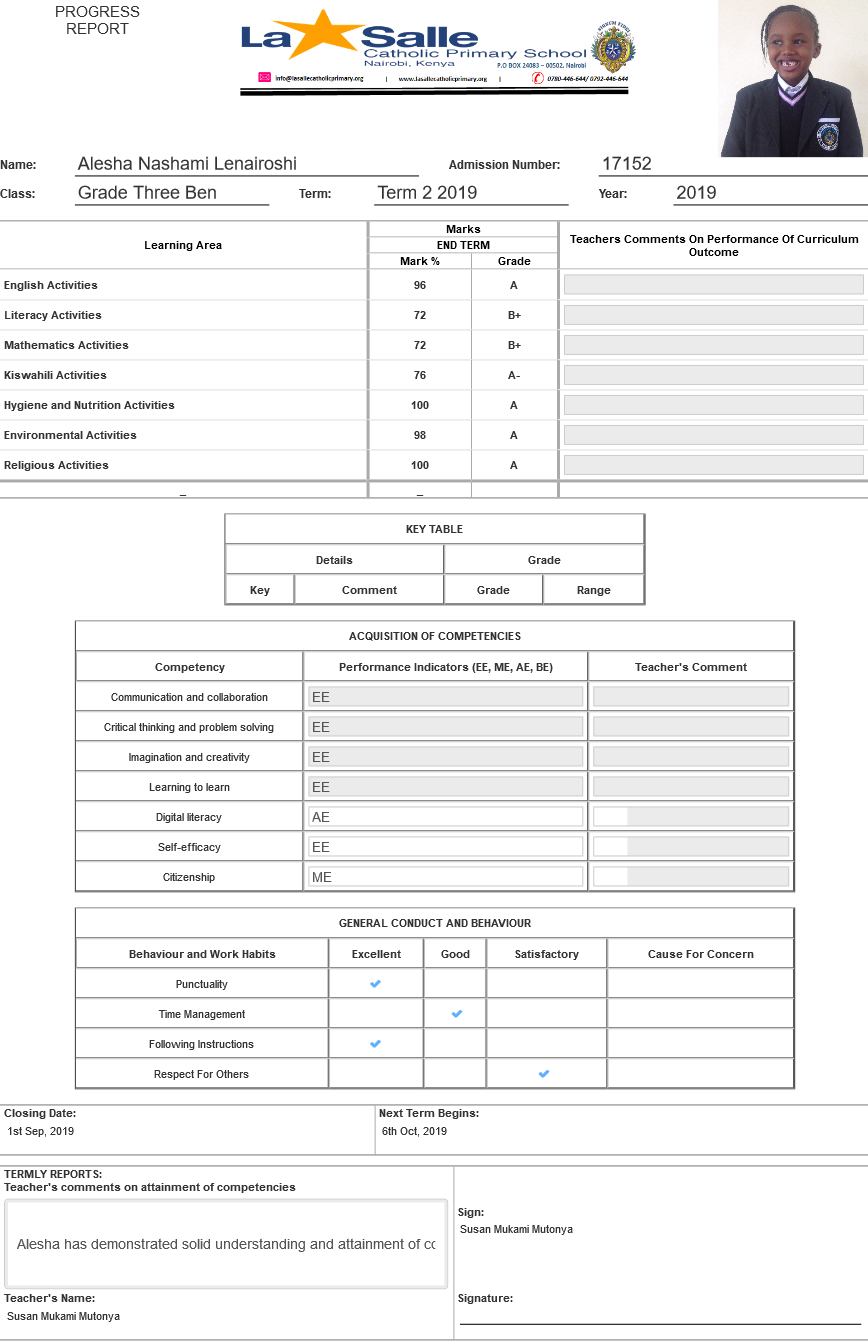 PROGRESS
REPORT
La Salle
Catholic Primary School
Nairobi, Kenya
P.O BOX 24083 – 00502, Nairobi
info@lasallecatholicprimary.org | www.lasallecatholicprimary.org | 0780-446-644/ 0792-446-644
Name: Alesha Nashami Lenairoshi Admission Number: 17152
Class: Grade Three Ben Term: Term 2 2019 Year: 2019
Learning Area Marks Teachers Comments On Performance Of Curriculum Outcome
END TERM
Mark % Grade
English Activities 96 A
Literacy Activities 72 B+
Mathematics Activities 72 B+
Kiswahili Activities 76 A-
Hygiene and Nutrition Activities 100 A
Environmental Activities 98 A
Religious Activities 100 A
_ _
KEY TABLE
Details Grade
Key Comment Grade Range
ACQUISITION OF COMPETENCIES
Competency Performance Indicators (EE, ME, AE, BE) Teacher's Comment
Communication and collaboration EE
Critical thinking and problem solving EE
Imagination and creativity EE
Learning to learn EE
Digital literacy AE
Self-efficacy EE
Citizenship ME
GENERAL CONDUCT AND BEHAVIOUR
Behaviour and Work Habits Excellent Good Satisfactory Cause For Concern
Punctuality ✔
Time Management ✔
Following Instructions ✔
Respect For Others ✔
Closing Date: Next Term Begins:
1st Sep, 2019 6th Oct, 2019
TERMLY REPORTS:
Teacher's comments on attainment of competencies
Sign:
Susan Mukami Mutonya
Alesha has demonstrated solid understanding and attainment of
Teacher's Name: Signature:
Susan Mukami Mutonya